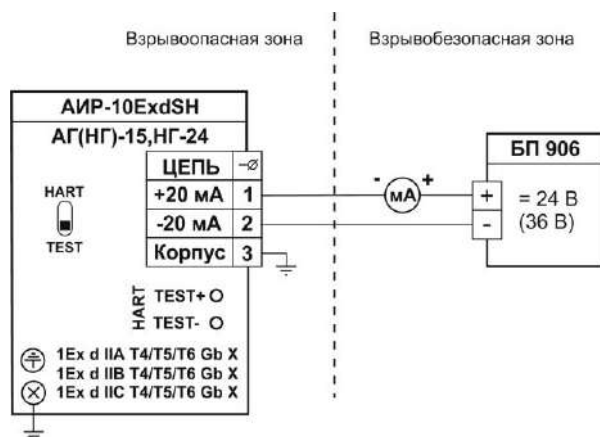 Взрывоопасная зона
Взрывобезопасная зона
АИР-10ExdSH
АГ(НГ)-15,НГ-24
ЦЕПЬ
+20 мА 1
-20 мА 2
Корпус 3
HART
TEST
HART
TEST+
TEST-
1Ex d IIA T4/T5/T6 Gb X
1Ex d IIB T4/T5/T6 Gb X
1Ex d IIC T4/T5/T6 Gb X
- мА +
БП 906
+ = 24 В
- (36 В)